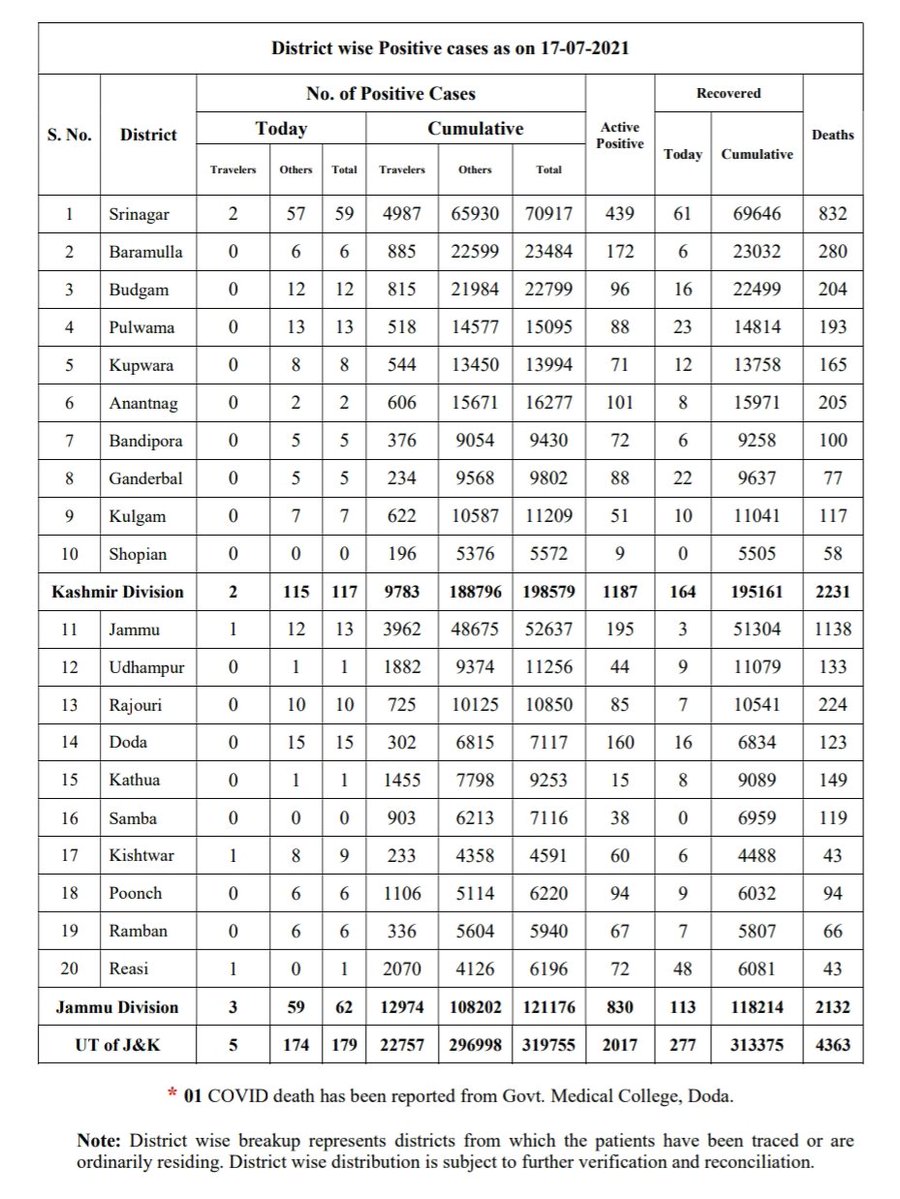 District wise Positive cases as on 17-07-2021
S. No. District No. of Positive Cases Active Positive Recovered Deaths
Today Cumulative Today Cumulative
Travelers Others Total Travelers Others Total
1 Srinagar 2 57 59 4987 65930 70917 439 61 69646 832
2 Baramulla 0 6 6 885 22599 23484 172 6 23032 280
3 Budgam 0 12 12 815 21984 22799 96 16 22499 204
4 Pulwama 0 13 13 518 14577 15095 88 23 14814 193
5 Kupwara 0 8 8 544 13450 13994 71 12 13758 165
6 Anantnag 0 2 2 606 15671 16277 101 8 15971 205
7 Bandipora 0 5 5 376 9054 9430 72 6 9258 100
8 Ganderbal 0 5 5 234 9568 9802 88 22 9637 77
9 Kulgam 0 7 7 622 10587 11209 51 10 11041 117
10 Shopian 0 0 0 196 5376 5572 9 0 5505 58
Kashmir Division 2 115 117 9783 188796 198579 1187 164 195161 2231
11 Jammu 1 12 13 3962 48675 52637 195 3 51304 1138
12 Udhampur 0 1 1 1882 9374 11256 44 9 11079 133
13 Rajouri 0 10 10 725 10125 10850 85 7 10541 224
14 Doda 0 15 15 302 6815 7117 160 16 6834 123
15 Kathua 0 1 1 1455 7798 9253 15 8 9089 149
16 Samba 0 0 0 903 6213 7116 38 0 6959 119
17 Kishtwar 1 8 9 233 4358 4591 60 6 4488 43
18 Poonch 0 6 6 1106 5114 6220 94 9 6032 94
19 Ramban 0 6 6 336 5604 5940 67 7 5807 66
20 Reasi 1 0 1 2070 4126 6196 72 48 6081 43
Jammu Division 3 59 62 12974 108202 121176 830 113 118214 2132
UT of J&K 5 174 179 22757 296998 319755 2017 277 313375 4363
* 01 COVID death has been reported from Govt. Medical College, Doda.
Note: District wise breakup represents districts from which the patients have been traced or are
ordinarily residing. District wise distribution is subject to further verification and reconciliation.